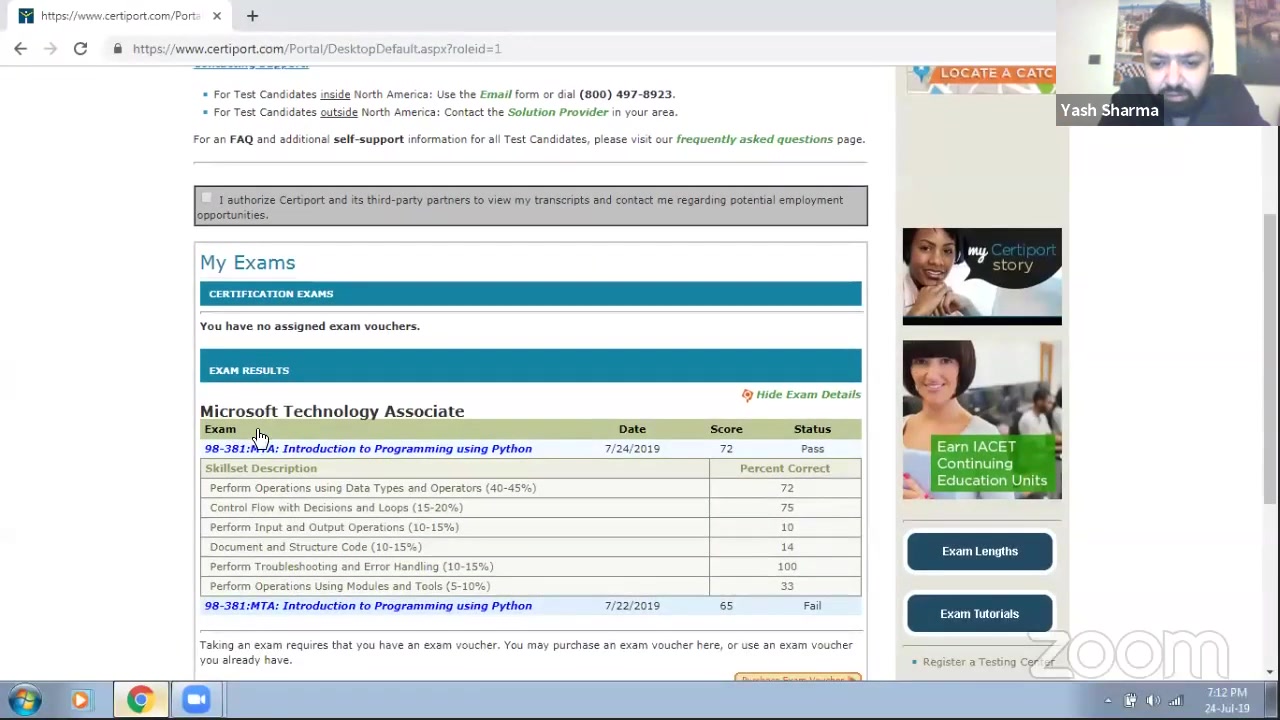 https://www.certiport.com/Porta
https://www.certiport.com/Portal/DesktopDefault.aspx?roleid=1
Yash Sharma
Contacting Support:
LOCATE A CATC
For Test Candidates inside North America: Use the Email form or dial (800) 497-8923.
For Test Candidates outside North America: Contact the Solution Provider in your area.
For an FAQ and additional self-support information for all Test Candidates, please visit our frequently asked questions page.
I authorize Certiport and its third-party partners to view my transcripts and contact me regarding potential employment
opportunities.
my Certiport
story
My Exams
CERTIFICATION EXAMS
You have no assigned exam vouchers.
EXAM RESULTS
Hide Exam Details
Microsoft Technology Associate
Exam Date Score Status
98-381:MTA: Introduction to Programming using Python 7/24/2019 72 Pass
Skillset Description Percent Correct
Perform Operations using Data Types and Operators (40-45%) 72
Control Flow with Decisions and Loops (15-20%) 75
Perform Input and Output Operations (10-15%) 10
Document and Structure Code (10-15%) 14
Perform Troubleshooting and Error Handling (10-15%) 100
Perform Operations Using Modules and Tools (5-10%) 33
98-381:MTA: Introduction to Programming using Python 7/22/2019 65 Fail
Taking an exam requires that you have an exam voucher. You may purchase an exam voucher here, or use an exam voucher
you already have.
Purchase Exam Voucher
Earn IACET
Continuing
Education Units
Exam Lengths
Exam Tutorials
Register a Testing Center
zoom
7:12 PM
24-Jul-19